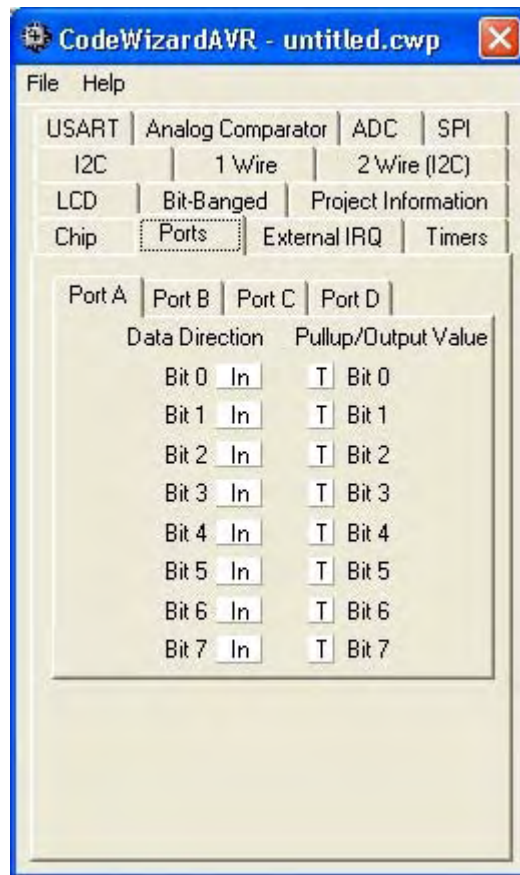 CodeWizardAVR - untitled.cwp
File Help
USART Analog Comparator ADC SPI
I2C 1 Wire 2 Wire (I2C)
LCD Bit-Banged Project Information
Chip Ports External IRQ Timers
Port A Port B Port C Port D
Data Direction Pullup/Output Value
Bit 0 In T Bit 0
Bit 1 In T Bit 1
Bit 2 In T Bit 2
Bit 3 In T Bit 3
Bit 4 In T Bit 4
Bit 5 In T Bit 5
Bit 6 In T Bit 6
Bit 7 In T Bit 7